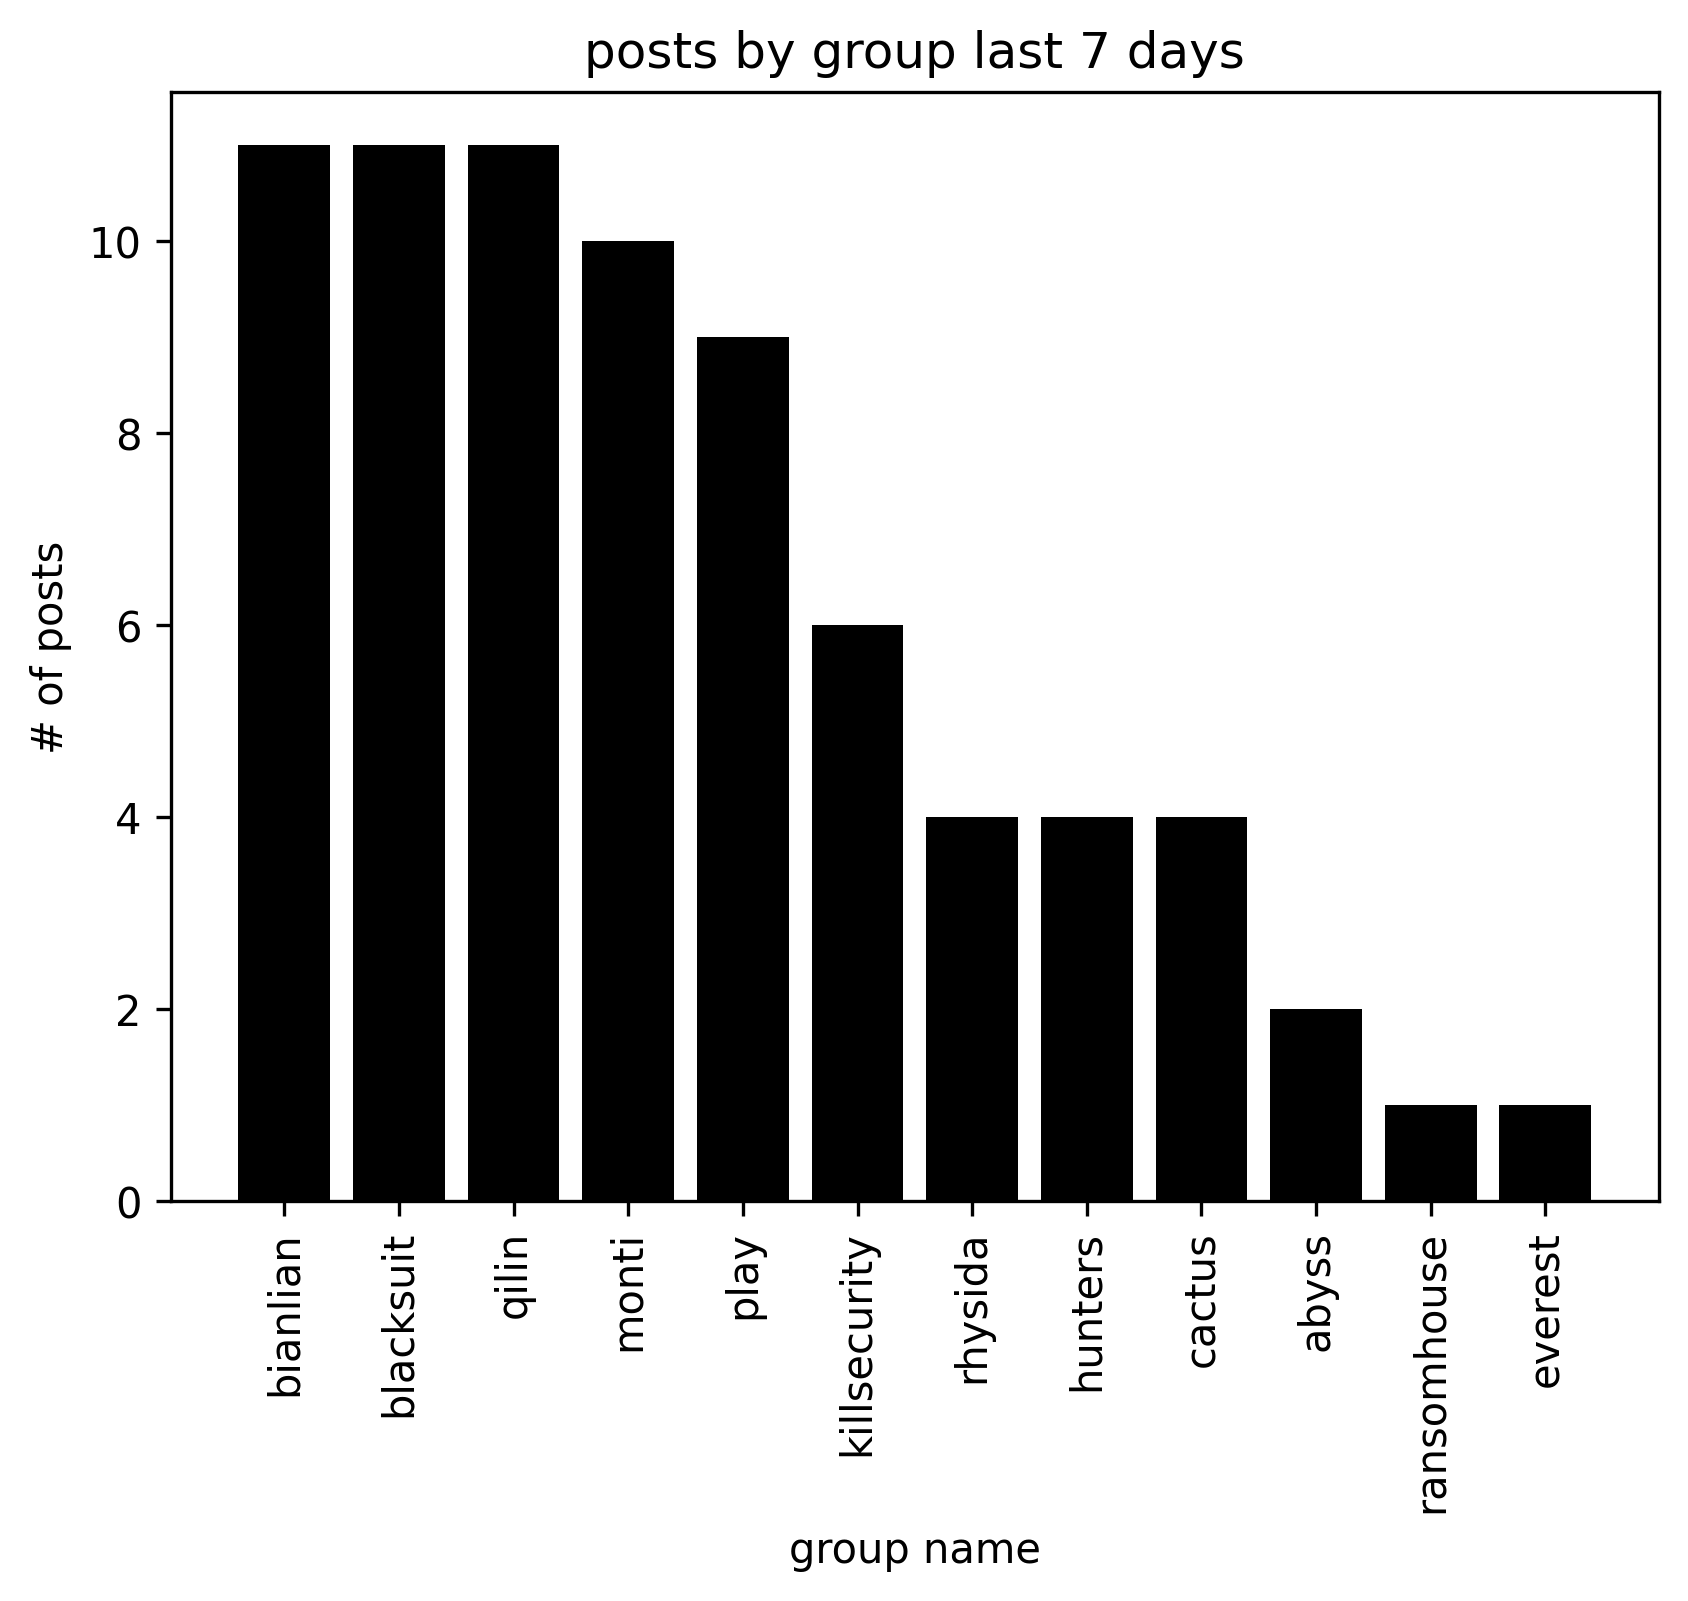 posts by group last 7 days
# of posts
10
8
6
4
2
0
bianlian
blacksuit
qilin
monti
play
killsecurity
rhysida
hunters
cactus
abyss
ransomhouse
everest
group name